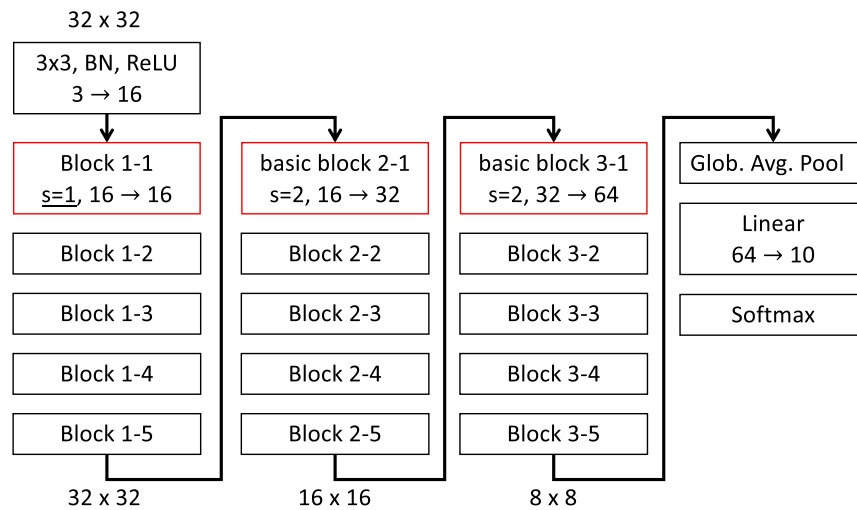 32 x 32
3x3, BN, ReLU
3 → 16
Block 1-1
s=1, 16 → 16
Block 1-2
Block 1-3
Block 1-4
Block 1-5
32 x 32
basic block 2-1
s=2, 16 → 32
Block 2-2
Block 2-3
Block 2-4
Block 2-5
16 x 16
basic block 3-1
s=2, 32 → 64
Block 3-2
Block 3-3
Block 3-4
Block 3-5
8 x 8
Glob. Avg. Pool
Linear
64 → 10
Softmax